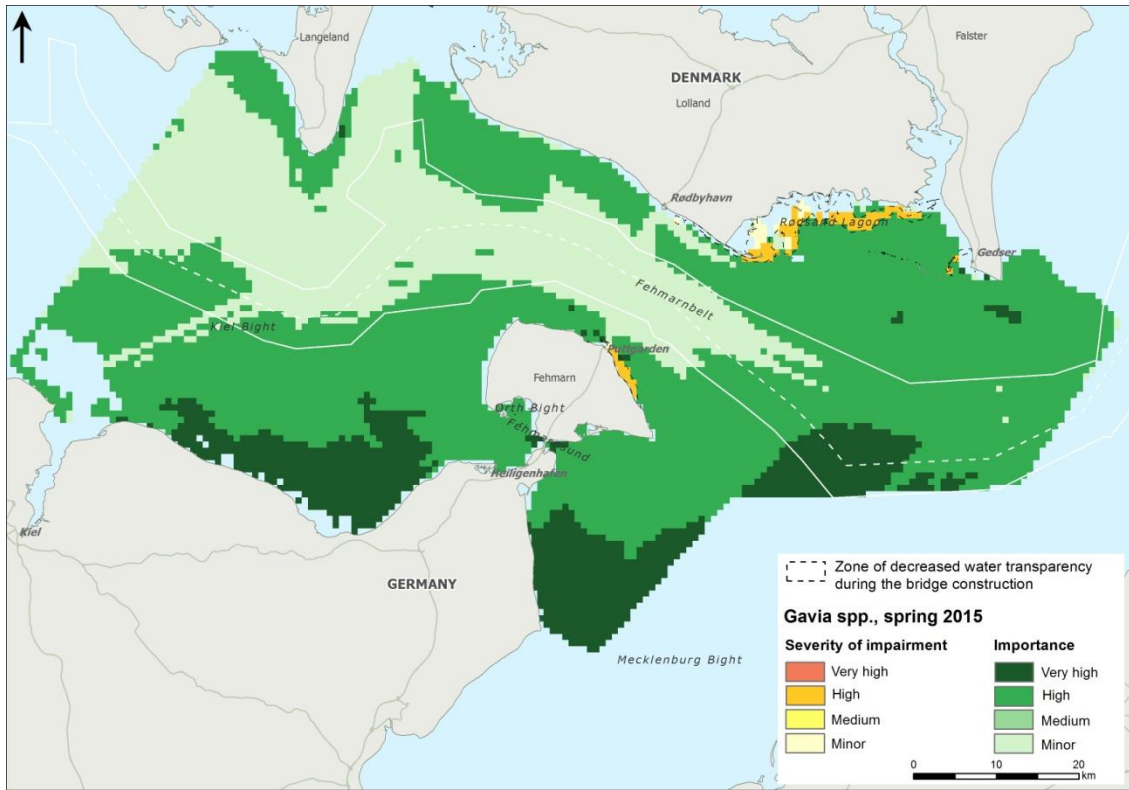 Langeland
Falster
DENMARK
Lolland
Rødbyhavn
Rødsand Lagoon
Gedser
Fehmarnbelt
Kiel Bight
Puttgarden
Fehmarn
Orth Bight
Fehmarnsund
Heiligenhafen
Kiel
GERMANY
Mecklenburg Bight
Zone of decreased water transparency
during the bridge construction
Gavia spp., spring 2015
Severity of impairment Importance
Very high Very high
High High
Medium Medium
Minor Minor
0 10 20
km